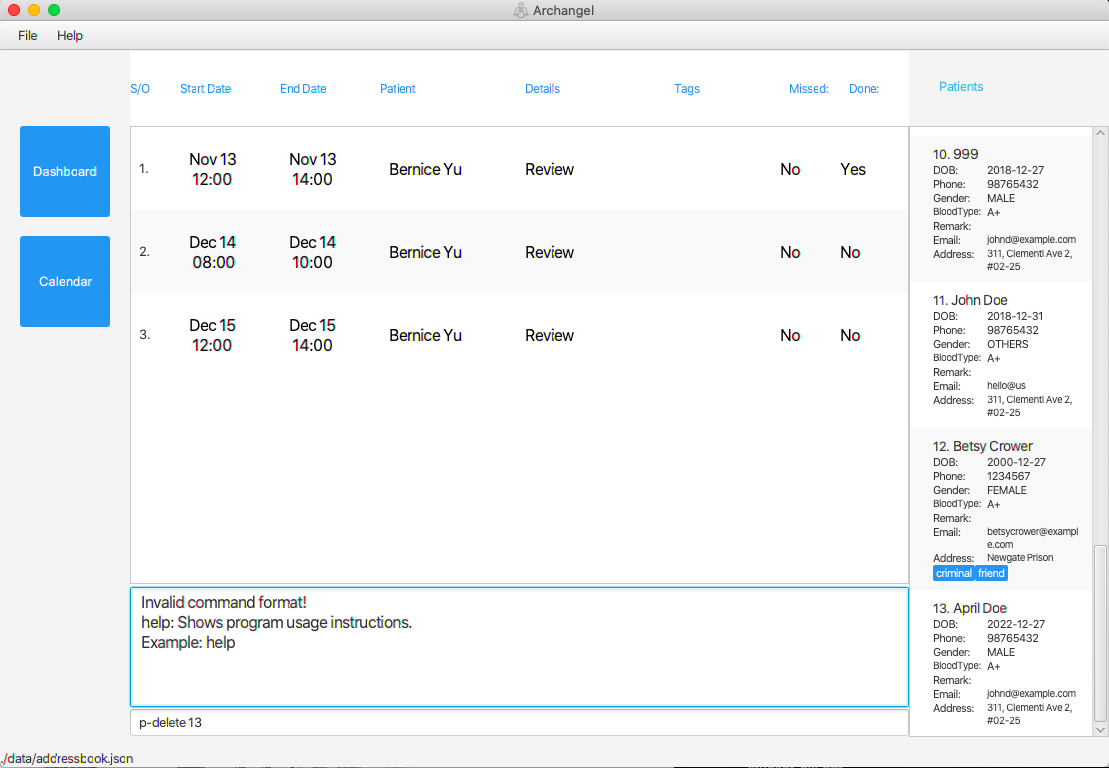 Archangel
File Help
S/O Start Date End Date Patient Details Tags Missed: Done: Patients
Dashboard
Calendar
1. Nov 13 Nov 13 Bernice Yu Review No Yes
12:00 14:00
2. Dec 14 Dec 14 Bernice Yu Review No No
08:00 10:00
3. Dec 15 Dec 15 Bernice Yu Review No No
12:00 14:00
Invalid command format!
help: Shows program usage instructions.
Example: help
p-delete 13
10. 999
DOB: 2018-12-27
Phone: 98765432
Gender: MALE
BloodType: A+
Remark:
Email: johnd@example.com
Address: 311, Clementi Ave 2,
#02-25
11. John Doe
DOB: 2018-12-31
Phone: 98765432
Gender: OTHERS
BloodType: A+
Remark:
Email: hello@us
Address: 311, Clementi Ave 2,
#02-25
12. Betsy Crower
DOB: 2000-12-27
Phone: 1234567
Gender: FEMALE
BloodType: A+
Remark:
Email: betsycrower@exampl
e.com
Address: Newgate Prison
criminal friend
13. April Doe
DOB: 2022-12-27
Phone: 98765432
Gender: MALE
BloodType: A+
Remark:
Email: johnd@example.com
Address: 311, Clementi Ave 2,
#02-25
./data/addressbook.json